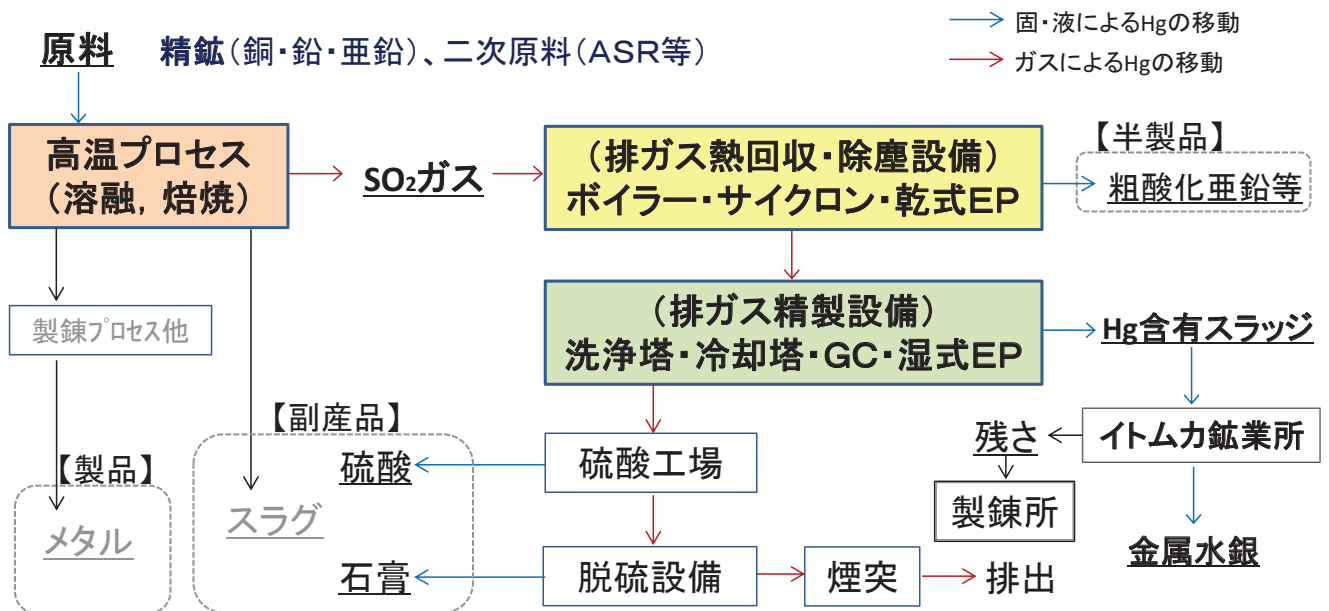 固・液によるHgの移動
ガスによるHgの移動
原料 精鉱(銅・鉛・亜鉛)、二次原料(ASR等)
高温プロセス
(溶融, 焙焼)
SO₂ガス
(排ガス熱回収・除塵設備)
ボイラー・サイクロン・乾式EP
【半製品】
粗酸化亜鉛等
製錬プロセス他
(排ガス精製設備)
洗浄塔・冷却塔・GC・湿式EP
Hg含有スラッジ
【副産品】
硫酸
硫酸工場
残さ
イトムカ鉱業所
【製品】
メタル
スラグ
製錬所
石膏
脱硫設備
煙突
排出
金属水銀